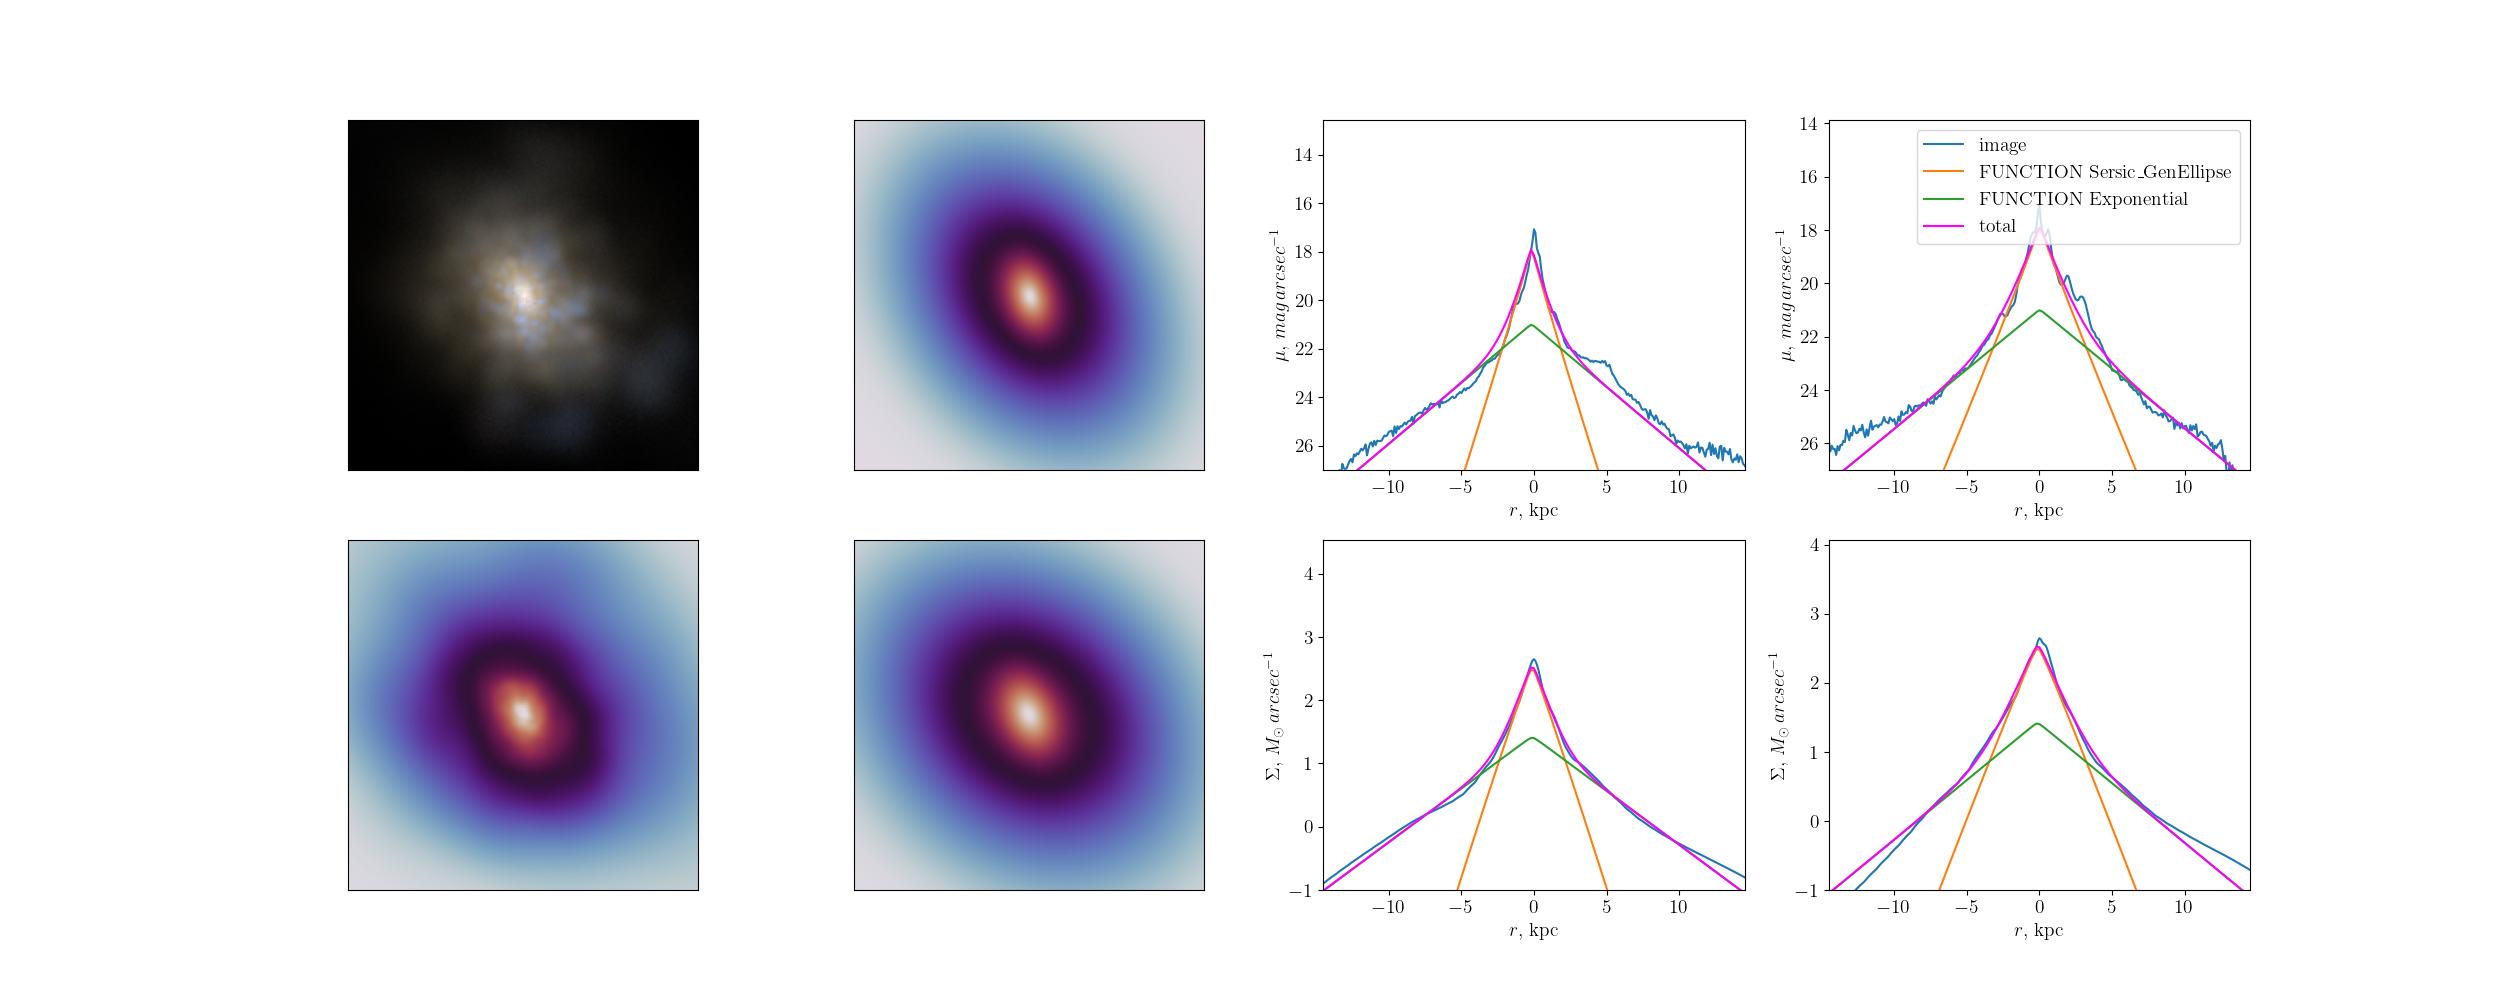 14
16
18
20
22
24
26
μ, mag arcsec⁻¹
−10 −5 0 5 10
r, kpc
14
16
18
20
22
24
26
μ, mag arcsec⁻¹
image
FUNCTION Sersic_GenEllipse
FUNCTION Exponential
total
−10 −5 0 5 10
r, kpc
4
3
2
1
0
−1
Σ, M⊙ arcsec⁻¹
−10 −5 0 5 10
r, kpc
4
3
2
1
0
−1
Σ, M⊙ arcsec⁻¹
−10 −5 0 5 10
r, kpc